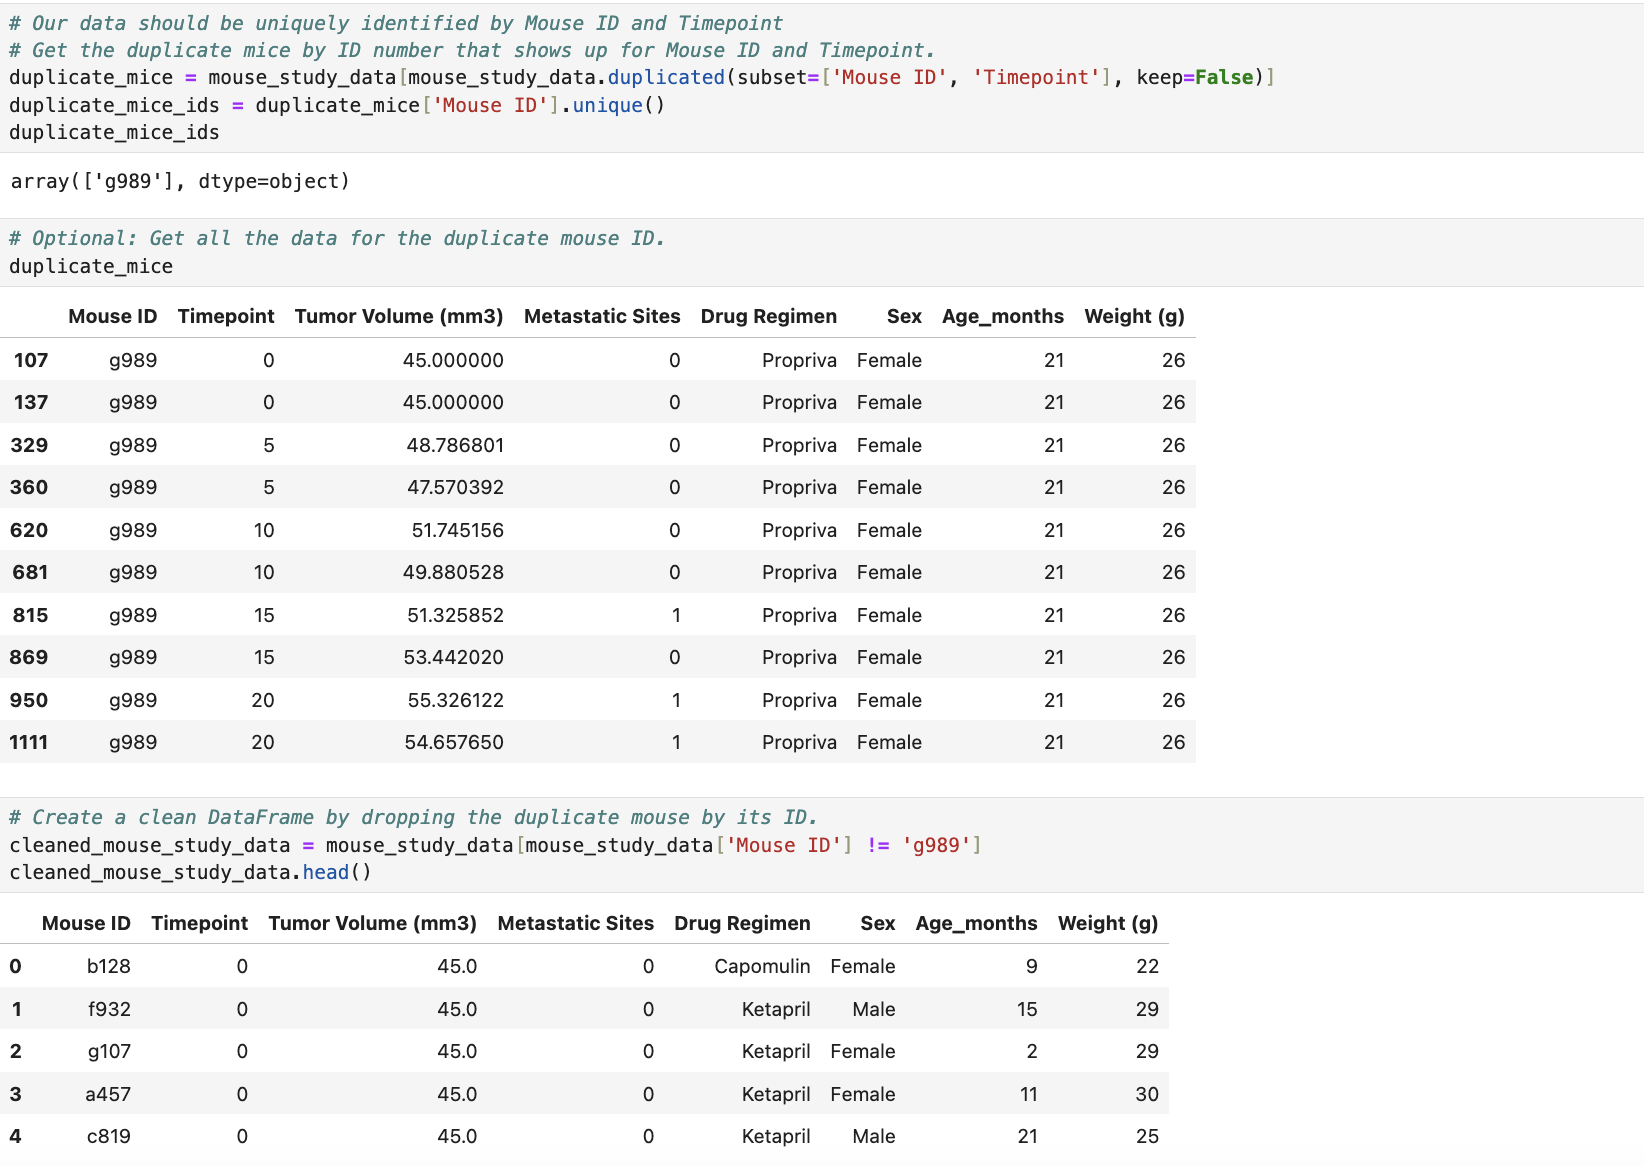 # Our data should be uniquely identified by Mouse ID and Timepoint
# Get the duplicate mice by ID number that shows up for Mouse ID and Timepoint.
duplicate_mice = mouse_study_data[mouse_study_data.duplicated(subset=['Mouse ID', 'Timepoint'], keep=False)]
duplicate_mice_ids = duplicate_mice['Mouse ID'].unique()
duplicate_mice_ids
array(['g989'], dtype=object)
# Optional: Get all the data for the duplicate mouse ID.
duplicate_mice
Mouse ID Timepoint Tumor Volume (mm3) Metastatic Sites Drug Regimen Sex Age_months Weight (g)
107 g989 0 45.000000 0 Propriva Female 21 26
137 g989 0 45.000000 0 Propriva Female 21 26
329 g989 5 48.786801 0 Propriva Female 21 26
360 g989 5 47.570392 0 Propriva Female 21 26
620 g989 10 51.745156 0 Propriva Female 21 26
681 g989 10 49.880528 0 Propriva Female 21 26
815 g989 15 51.325852 1 Propriva Female 21 26
869 g989 15 53.442020 0 Propriva Female 21 26
950 g989 20 55.326122 1 Propriva Female 21 26
1111 g989 20 54.657650 1 Propriva Female 21 26
# Create a clean DataFrame by dropping the duplicate mouse by its ID.
cleaned_mouse_study_data = mouse_study_data[mouse_study_data['Mouse ID'] != 'g989']
cleaned_mouse_study_data.head()
Mouse ID Timepoint Tumor Volume (mm3) Metastatic Sites Drug Regimen Sex Age_months Weight (g)
0 b128 0 45.0 0 Capomulin Female 9 22
1 f932 0 45.0 0 Ketapril Male 15 29
2 g107 0 45.0 0 Ketapril Female 2 29
3 a457 0 45.0 0 Ketapril Female 11 30
4 c819 0 45.0 0 Ketapril Male 21 25